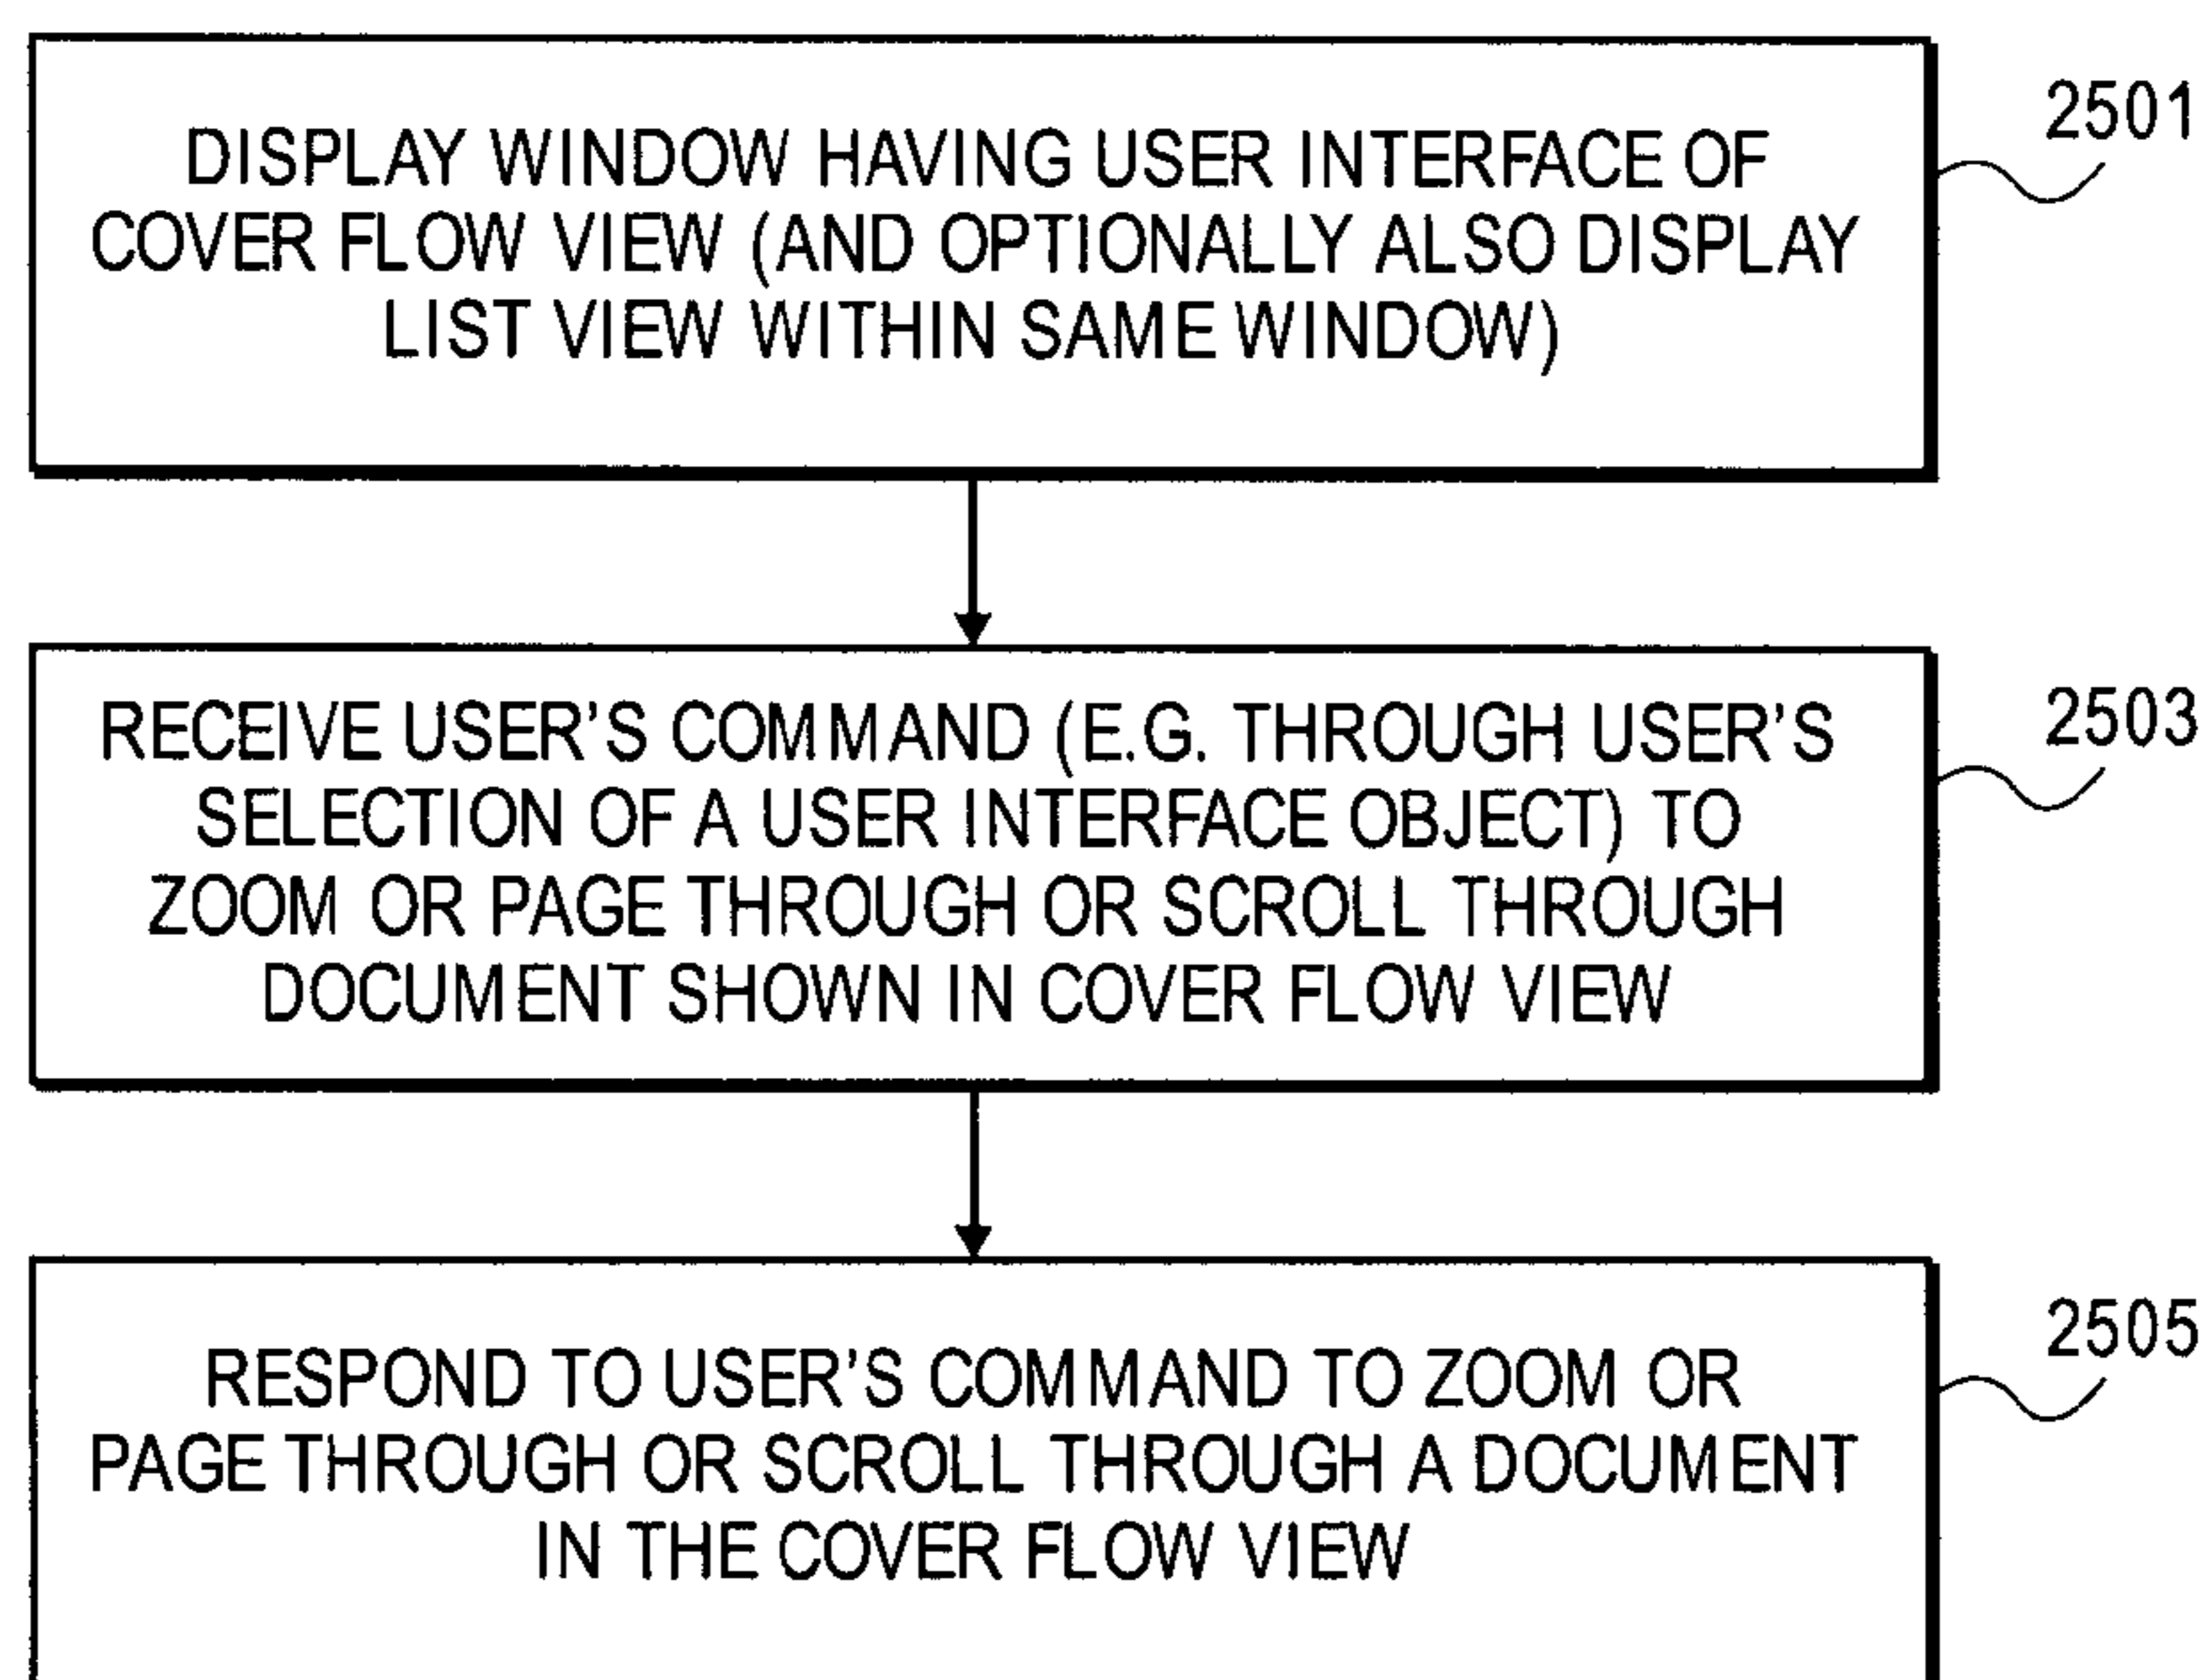 2501
DISPLAY WINDOW HAVING USER INTERFACE OF
COVER FLOW VIEW (AND OPTIONALLY ALSO DISPLAY
LIST VIEW WITHIN SAME WINDOW)
2503
RECEIVE USER'S COMMAND (E.G. THROUGH USER'S
SELECTION OF A USER INTERFACE OBJECT) TO
ZOOM OR PAGE THROUGH OR SCROLL THROUGH
DOCUMENT SHOWN IN COVER FLOW VIEW
2505
RESPOND TO USER'S COMMAND TO ZOOM OR
PAGE THROUGH OR SCROLL THROUGH A DOCUMENT
IN THE COVER FLOW VIEW